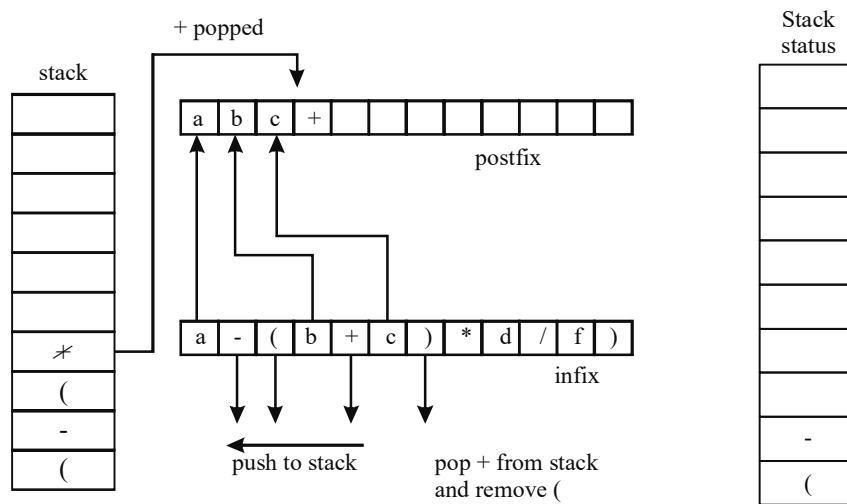 + popped
Stack
status
stack
a b c +
postfix
a - ( b + c ) * d / f )
infix
+
(
-
(
push to stack
pop + from stack
and remove (
-
(